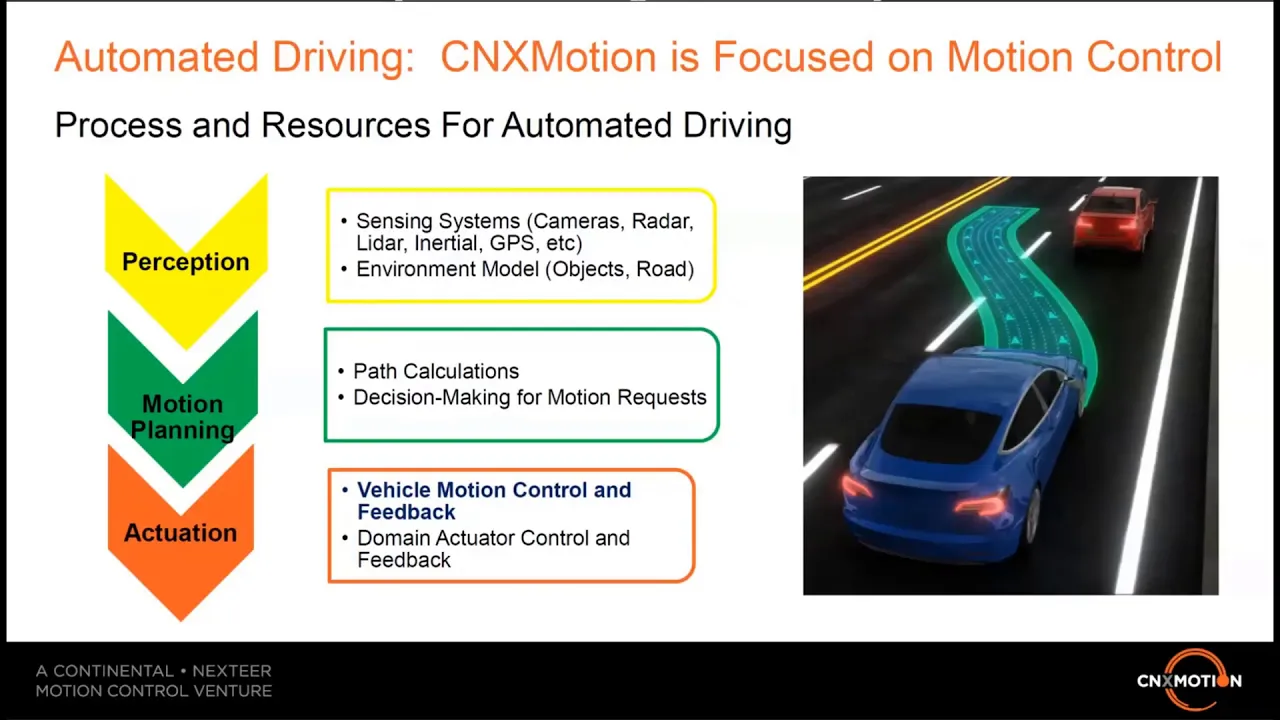 Automated Driving:  CNXMotion is Focused on Motion Control
Process and Resources For Automated Driving
Perception
• Sensing Systems (Cameras, Radar,
Lidar, Inertial, GPS, etc)
• Environment Model (Objects, Road)
Motion
Planning
• Path Calculations
• Decision-Making for Motion Requests
Actuation
• Vehicle Motion Control and
Feedback
• Domain Actuator Control and
Feedback
A CONTINENTAL • NEXTEER
MOTION CONTROL VENTURE
CNXMOTION